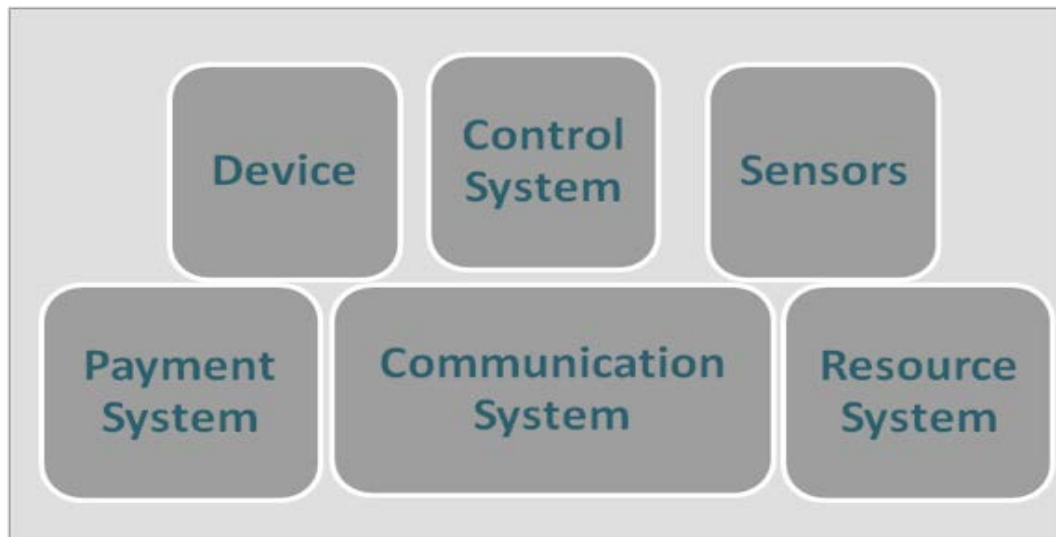 Device
Control
System
Sensors
Payment
System
Communication
System
Resource
System